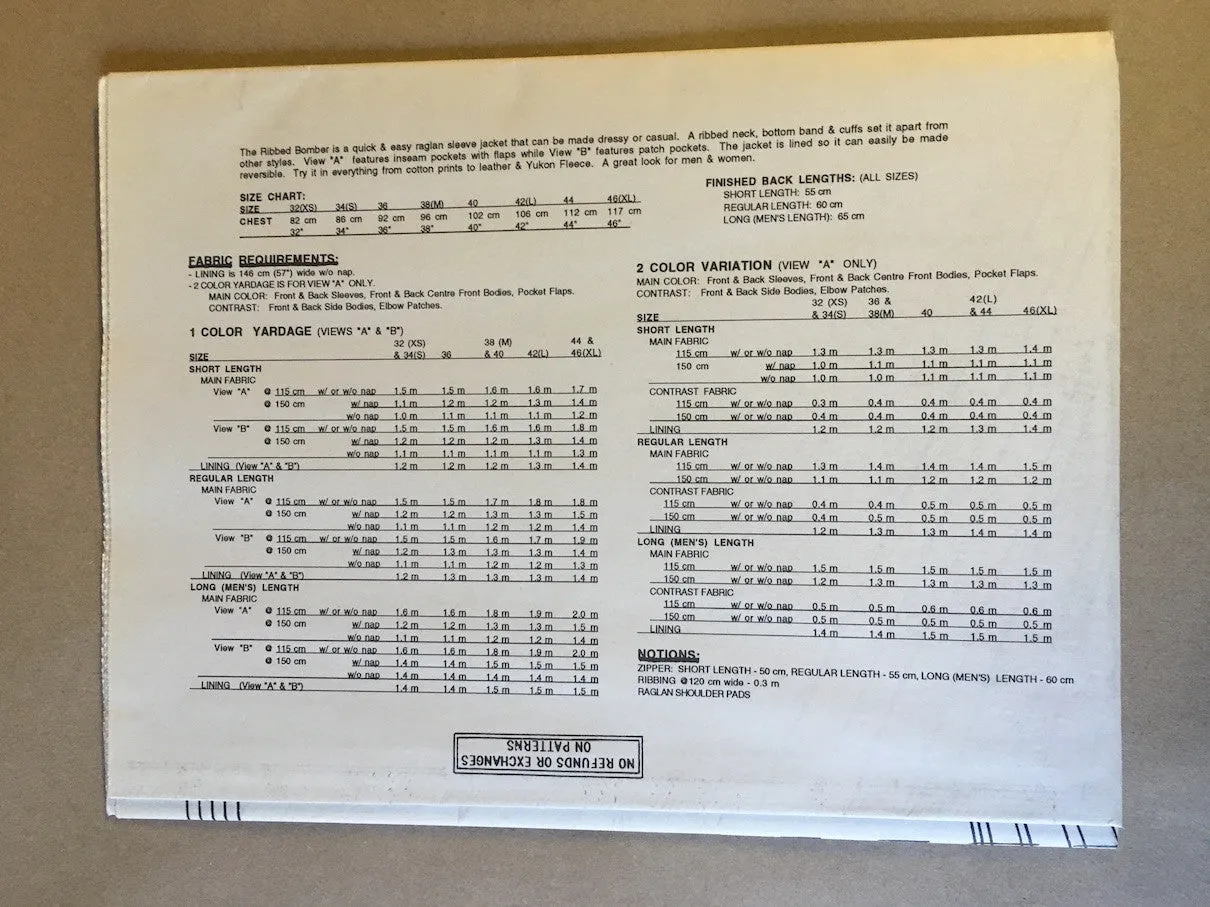 The Ribbed Bomber is a quick & easy raglan sleeve jacket that can be made dressy or casual. A ribbed neck, bottom band & cuffs set it apart from
other styles. View "A" features inseam pockets with flaps while View "B" features patch pockets. The jacket is lined so it can easily be made
reversible. Try it in everything from cotton prints to leather & Yukon Fleece. A great look for men & women.
SIZE CHART:
SIZE 32(XS) 34(S) 36 38(M) 40 42(L) 44 46(XL)
CHEST 82 cm 86 cm 92 cm 96 cm 102 cm 106 cm 112 cm 117 cm
32" 34" 36" 38" 40" 42" 44" 46"
FINISHED BACK LENGTHS: (ALL SIZES)
SHORT LENGTH: 55 cm
REGULAR LENGTH: 60 cm
LONG (MEN'S LENGTH): 65 cm
FABRIC REQUIREMENTS:
- LINING is 146 cm (57") wide w/o nap.
- 2 COLOR YARDAGE IS FOR VIEW "A" ONLY.
MAIN COLOR: Front & Back Sleeves, Front & Back Centre Front Bodies, Pocket Flaps.
CONTRAST: Front & Back Side Bodies, Elbow Patches.
1 COLOR YARDAGE (VIEWS "A" & "B")
32 (XS) 38 (M) 44 &
SIZE & 34(S) 36 & 40 42(L) 46(XL)
SHORT LENGTH
MAIN FABRIC
View "A" @ 115 cm w/ or w/o nap 1.5 m 1.5 m 1.6 m 1.6 m 1.7 m
@ 150 cm w/ nap 1.1 m 1.2 m 1.2 m 1.3 m 1.4 m
w/o nap 1.0 m 1.1 m 1.1 m 1.1 m 1.2 m
View "B" @ 115 cm w/ or w/o nap 1.5 m 1.5 m 1.6 m 1.6 m 1.8 m
@ 150 cm w/ nap 1.2 m 1.2 m 1.2 m 1.3 m 1.4 m
w/o nap 1.1 m 1.1 m 1.1 m 1.1 m 1.3 m
LINING (View "A" & "B") 1.2 m 1.2 m 1.2 m 1.3 m 1.4 m
REGULAR LENGTH
MAIN FABRIC
View "A" @ 115 cm w/ or w/o nap 1.5 m 1.5 m 1.7 m 1.8 m 1.8 m
@ 150 cm w/ nap 1.2 m 1.2 m 1.3 m 1.3 m 1.5 m
w/o nap 1.1 m 1.1 m 1.2 m 1.2 m 1.4 m
View "B" @ 115 cm w/ or w/o nap 1.5 m 1.5 m 1.6 m 1.7 m 1.9 m
@ 150 cm w/ nap 1.2 m 1.3 m 1.3 m 1.3 m 1.4 m
w/o nap 1.1 m 1.2 m 1.2 m 1.2 m 1.3 m
LINING (View "A" & "B") 1.2 m 1.3 m 1.3 m 1.3 m 1.4 m
LONG (MEN'S) LENGTH
MAIN FABRIC
View "A" @ 115 cm w/ or w/o nap 1.6 m 1.6 m 1.8 m 1.9 m 2.0 m
@ 150 cm w/ nap 1.2 m 1.2 m 1.3 m 1.3 m 1.5 m
w/o nap 1.1 m 1.1 m 1.2 m 1.2 m 1.4 m
View "B" @ 115 cm w/ or w/o nap 1.6 m 1.6 m 1.8 m 1.9 m 2.0 m
@ 150 cm w/ nap 1.4 m 1.4 m 1.5 m 1.5 m 1.5 m
w/o nap 1.4 m 1.4 m 1.4 m 1.4 m 1.4 m
LINING (View "A" & "B") 1.4 m 1.4 m 1.5 m 1.5 m 1.5 m
2 COLOR VARIATION (VIEW "A" ONLY)
MAIN COLOR: Front & Back Sleeves, Front & Back Centre Front Bodies, Pocket Flaps.
CONTRAST: Front & Back Side Bodies, Elbow Patches.
32 (XS) 36 & 42(L)
SIZE & 34(S) 38(M) 40 & 44 46(XL)
SHORT LENGTH
MAIN FABRIC
115 cm w/ or w/o nap 1.3 m 1.3 m 1.3 m 1.3 m 1.4 m
150 cm w/ nap 1.0 m 1.1 m 1.1 m 1.1 m 1.1 m
w/o nap 1.0 m 1.0 m 1.1 m 1.1 m 1.1 m
CONTRAST FABRIC
115 cm w/ or w/o nap 0.3 m 0.4 m 0.4 m 0.4 m 0.4 m
150 cm w/ or w/o nap 0.4 m 0.4 m 0.4 m 0.4 m 0.4 m
LINING 1.2 m 1.2 m 1.2 m 1.3 m 1.4 m
REGULAR LENGTH
MAIN FABRIC
115 cm w/ or w/o nap 1.3 m 1.4 m 1.4 m 1.4 m 1.5 m
150 cm w/ or w/o nap 1.1 m 1.1 m 1.2 m 1.2 m 1.2 m
CONTRAST FABRIC
115 cm w/ or w/o nap 0.4 m 0.4 m 0.5 m 0.5 m 0.5 m
150 cm w/ or w/o nap 0.4 m 0.5 m 0.5 m 0.5 m 0.5 m
LINING 1.2 m 1.3 m 1.3 m 1.4 m 1.4 m
LONG (MEN'S) LENGTH
MAIN FABRIC
115 cm w/ or w/o nap 1.5 m 1.5 m 1.5 m 1.5 m 1.5 m
150 cm w/ or w/o nap 1.2 m 1.3 m 1.3 m 1.3 m 1.3 m
CONTRAST FABRIC
115 cm w/ or w/o nap 0.5 m 0.5 m 0.6 m 0.6 m 0.6 m
150 cm w/ or w/o nap 0.5 m 0.5 m 0.5 m 0.5 m 0.5 m
LINING 1.4 m 1.4 m 1.5 m 1.5 m 1.5 m
NOTIONS:
ZIPPER: SHORT LENGTH - 50 cm, REGULAR LENGTH - 55 cm, LONG (MEN'S) LENGTH - 60 cm
RIBBING @120 cm wide - 0.3 m
RAGLAN SHOULDER PADS
NO REFUNDS OR EXCHANGES
ON PATTERNS